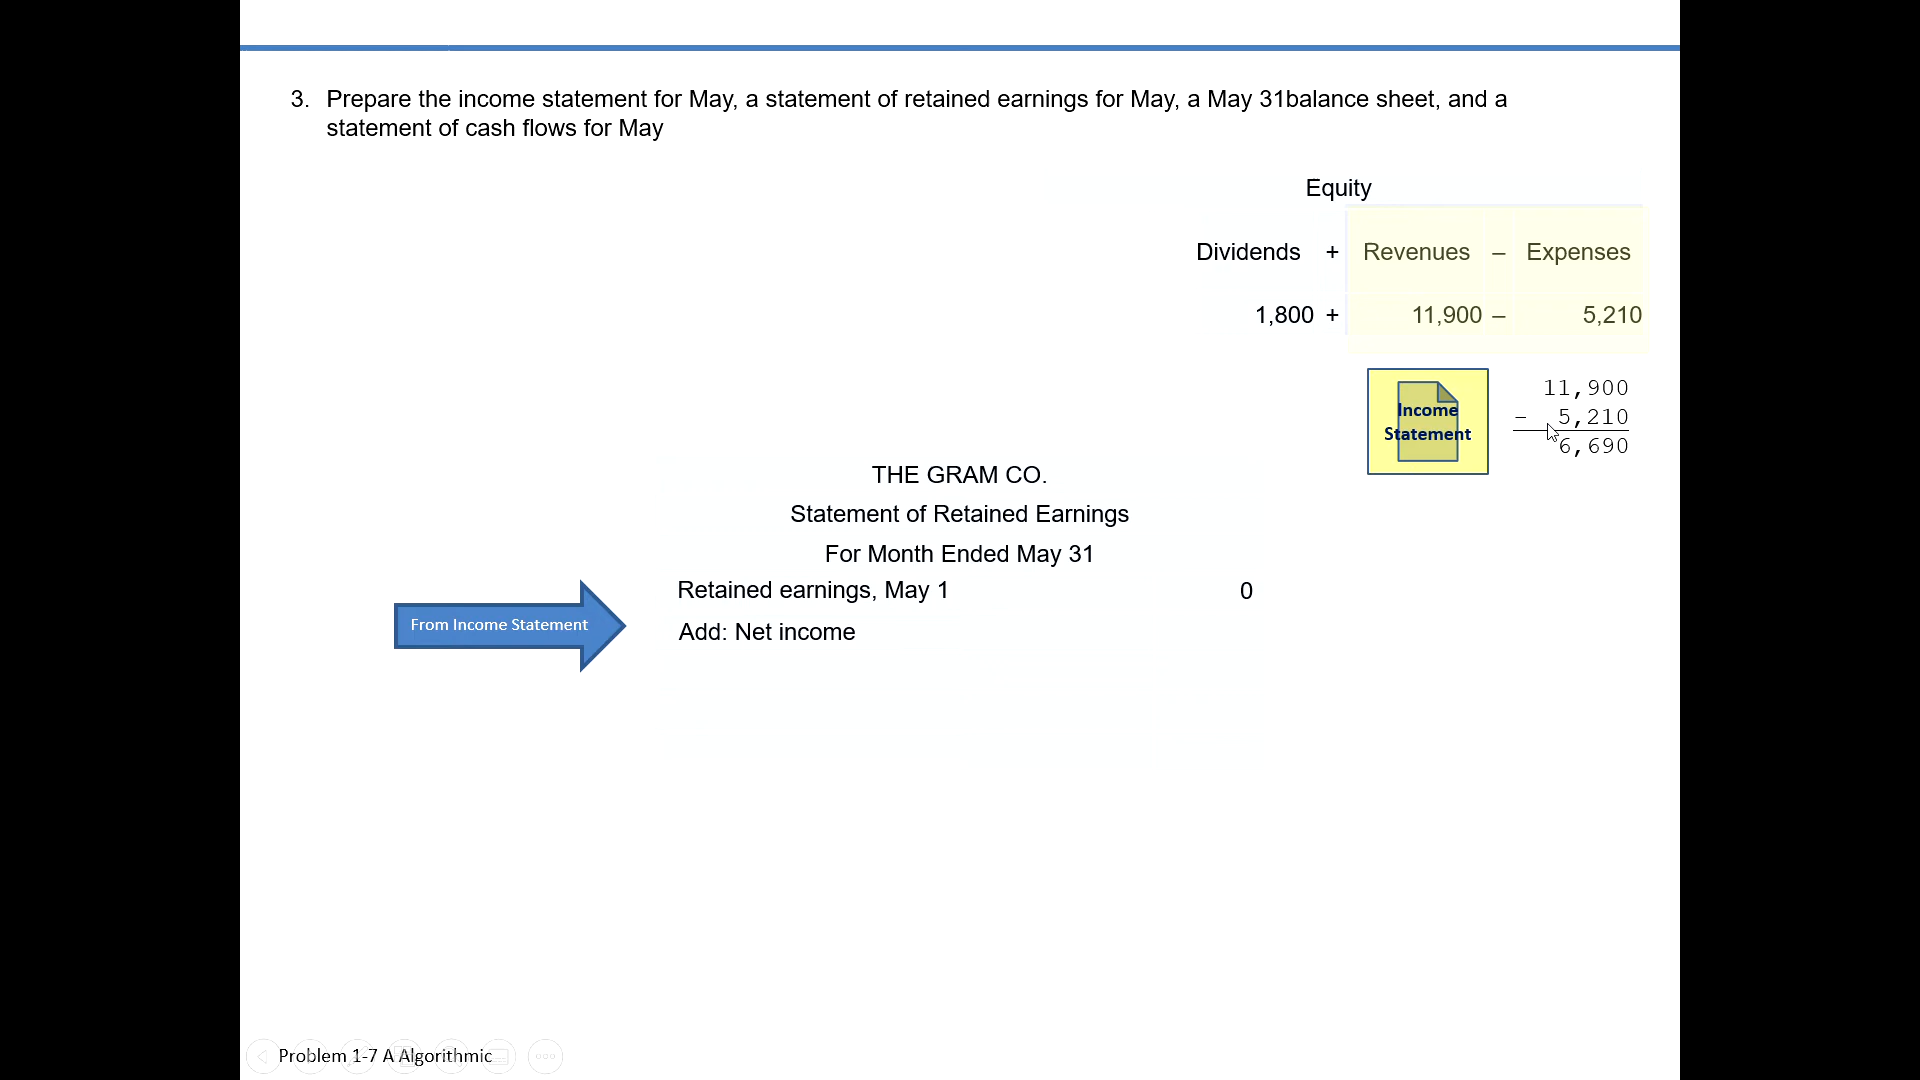 3. Prepare the income statement for May, a statement of retained earnings for May, a May 31balance sheet, and a
statement of cash flows for May
Equity
Dividends + Revenues – Expenses
1,800 + 11,900 – 5,210
Income
Statement
11,900
- 5,210
6,690
THE GRAM CO.
Statement of Retained Earnings
For Month Ended May 31
Retained earnings, May 1 0
From Income Statement
Add: Net income
Problem 1-7 A Algorithmic